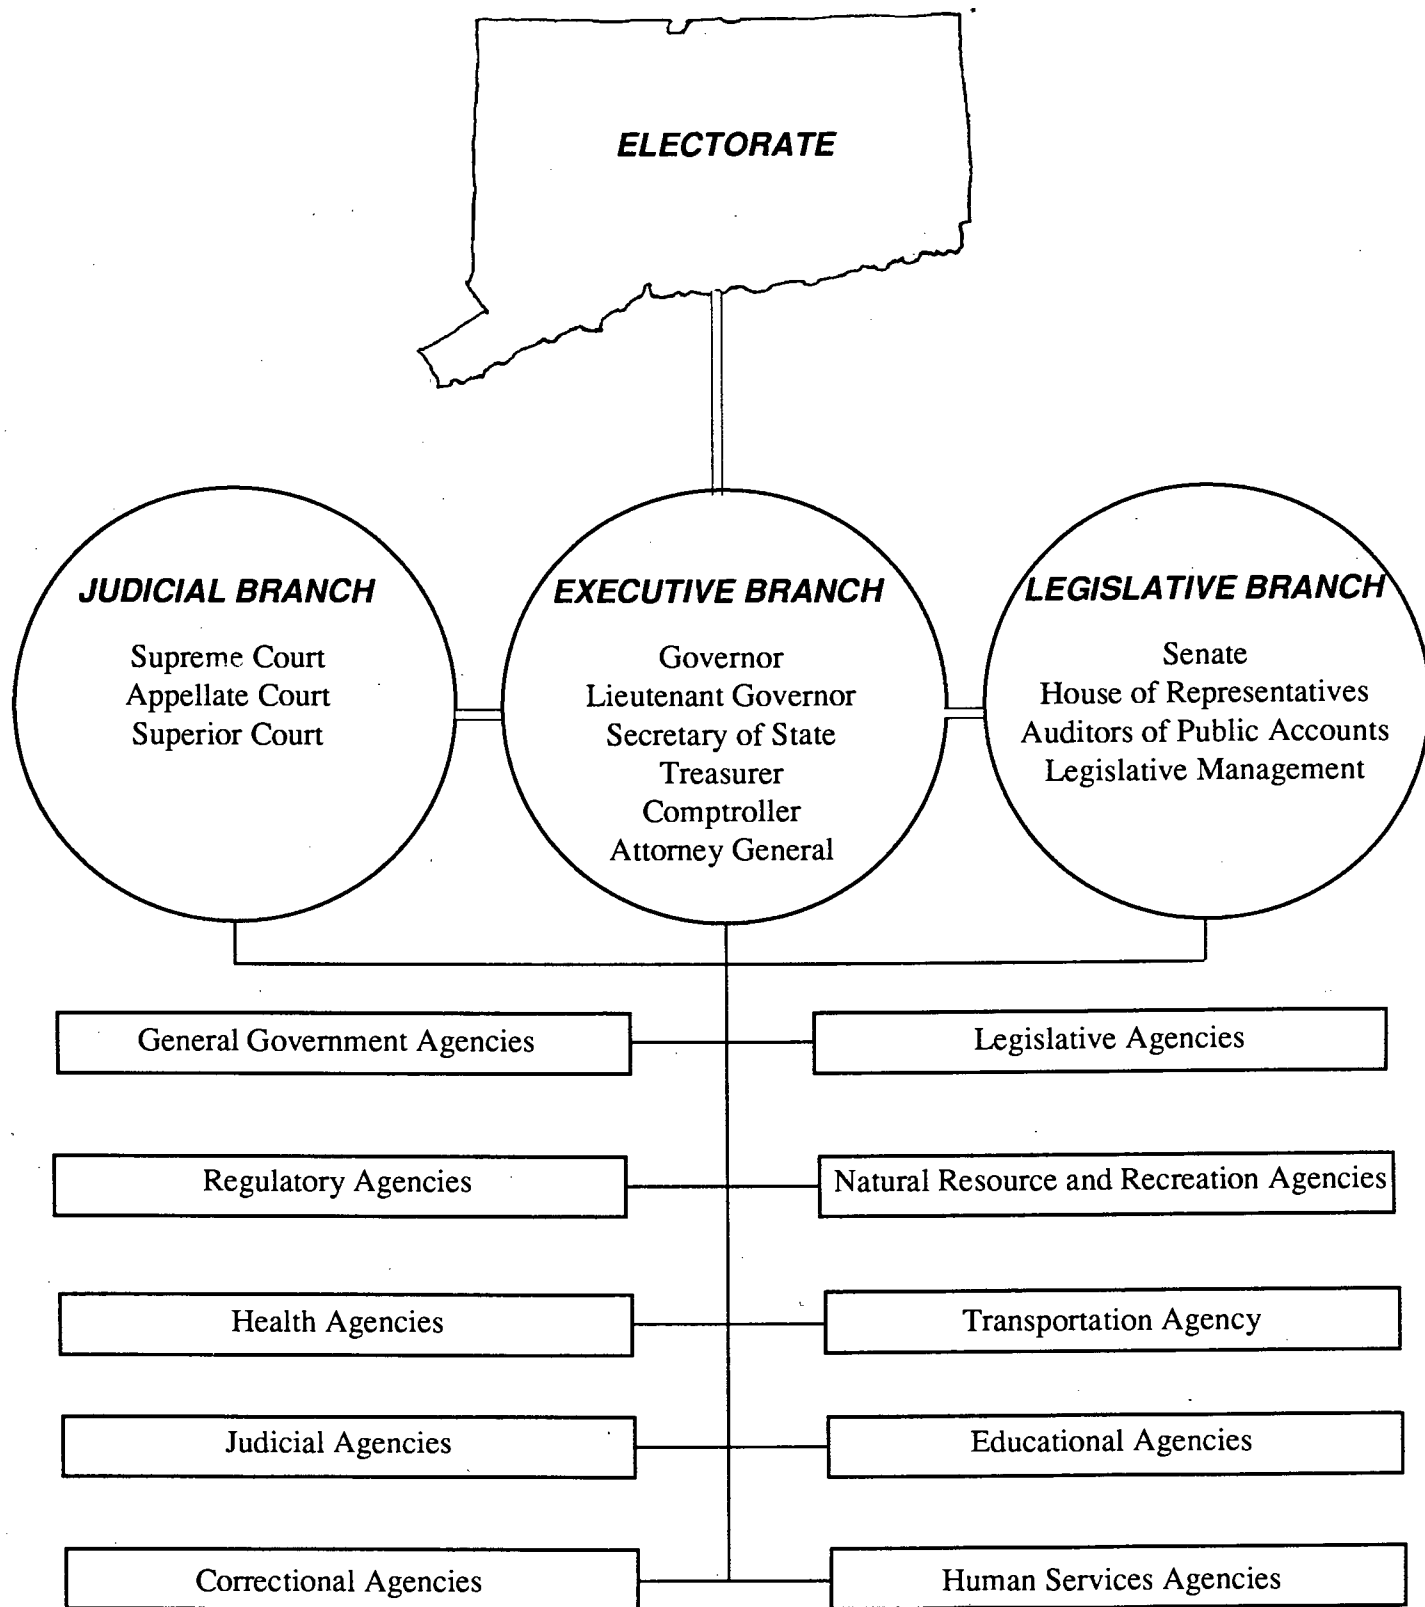 ELECTORATE
JUDICIAL BRANCH
Supreme Court
Appellate Court
Superior Court
EXECUTIVE BRANCH
Governor
Lieutenant Governor
Secretary of State
Treasurer
Comptroller
Attorney General
LEGISLATIVE BRANCH
Senate
House of Representatives
Auditors of Public Accounts
Legislative Management
General Government Agencies
Legislative Agencies
Regulatory Agencies
Natural Resource and Recreation Agencies
Health Agencies
Transportation Agency
Judicial Agencies
Educational Agencies
Correctional Agencies
Human Services Agencies